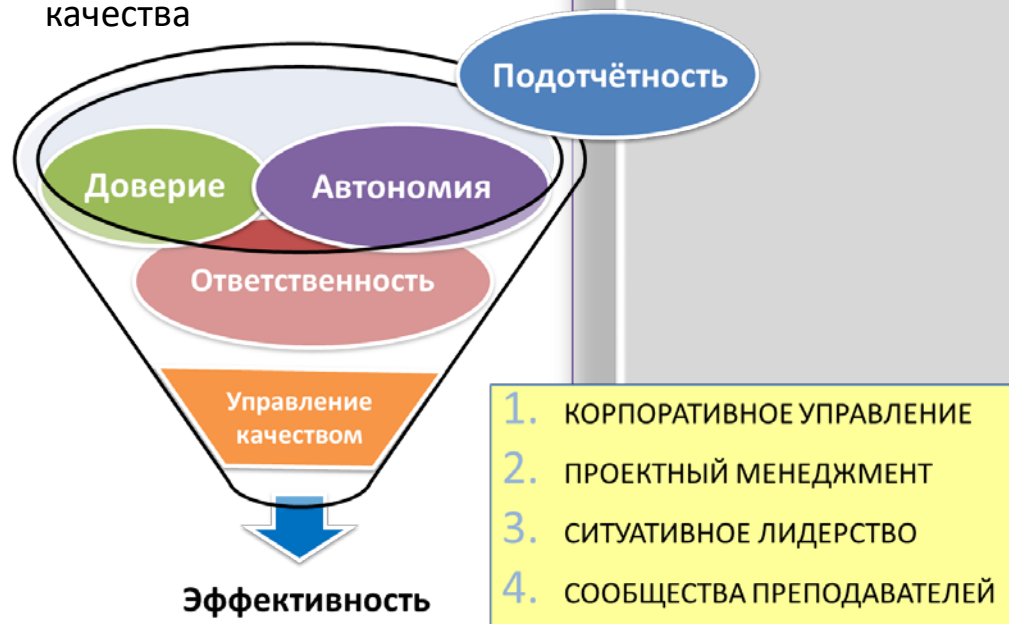 качества
Подотчётность
Доверие
Автономия
Ответственность
Управление
качеством
Эффективность
1. КОРПОРАТИВНОЕ УПРАВЛЕНИЕ
2. ПРОЕКТНЫЙ МЕНЕДЖМЕНТ
3. СИТУАТИВНОЕ ЛИДЕРСТВО
4. СООБЩЕСТВА ПРЕПОДАВАТЕЛЕЙ